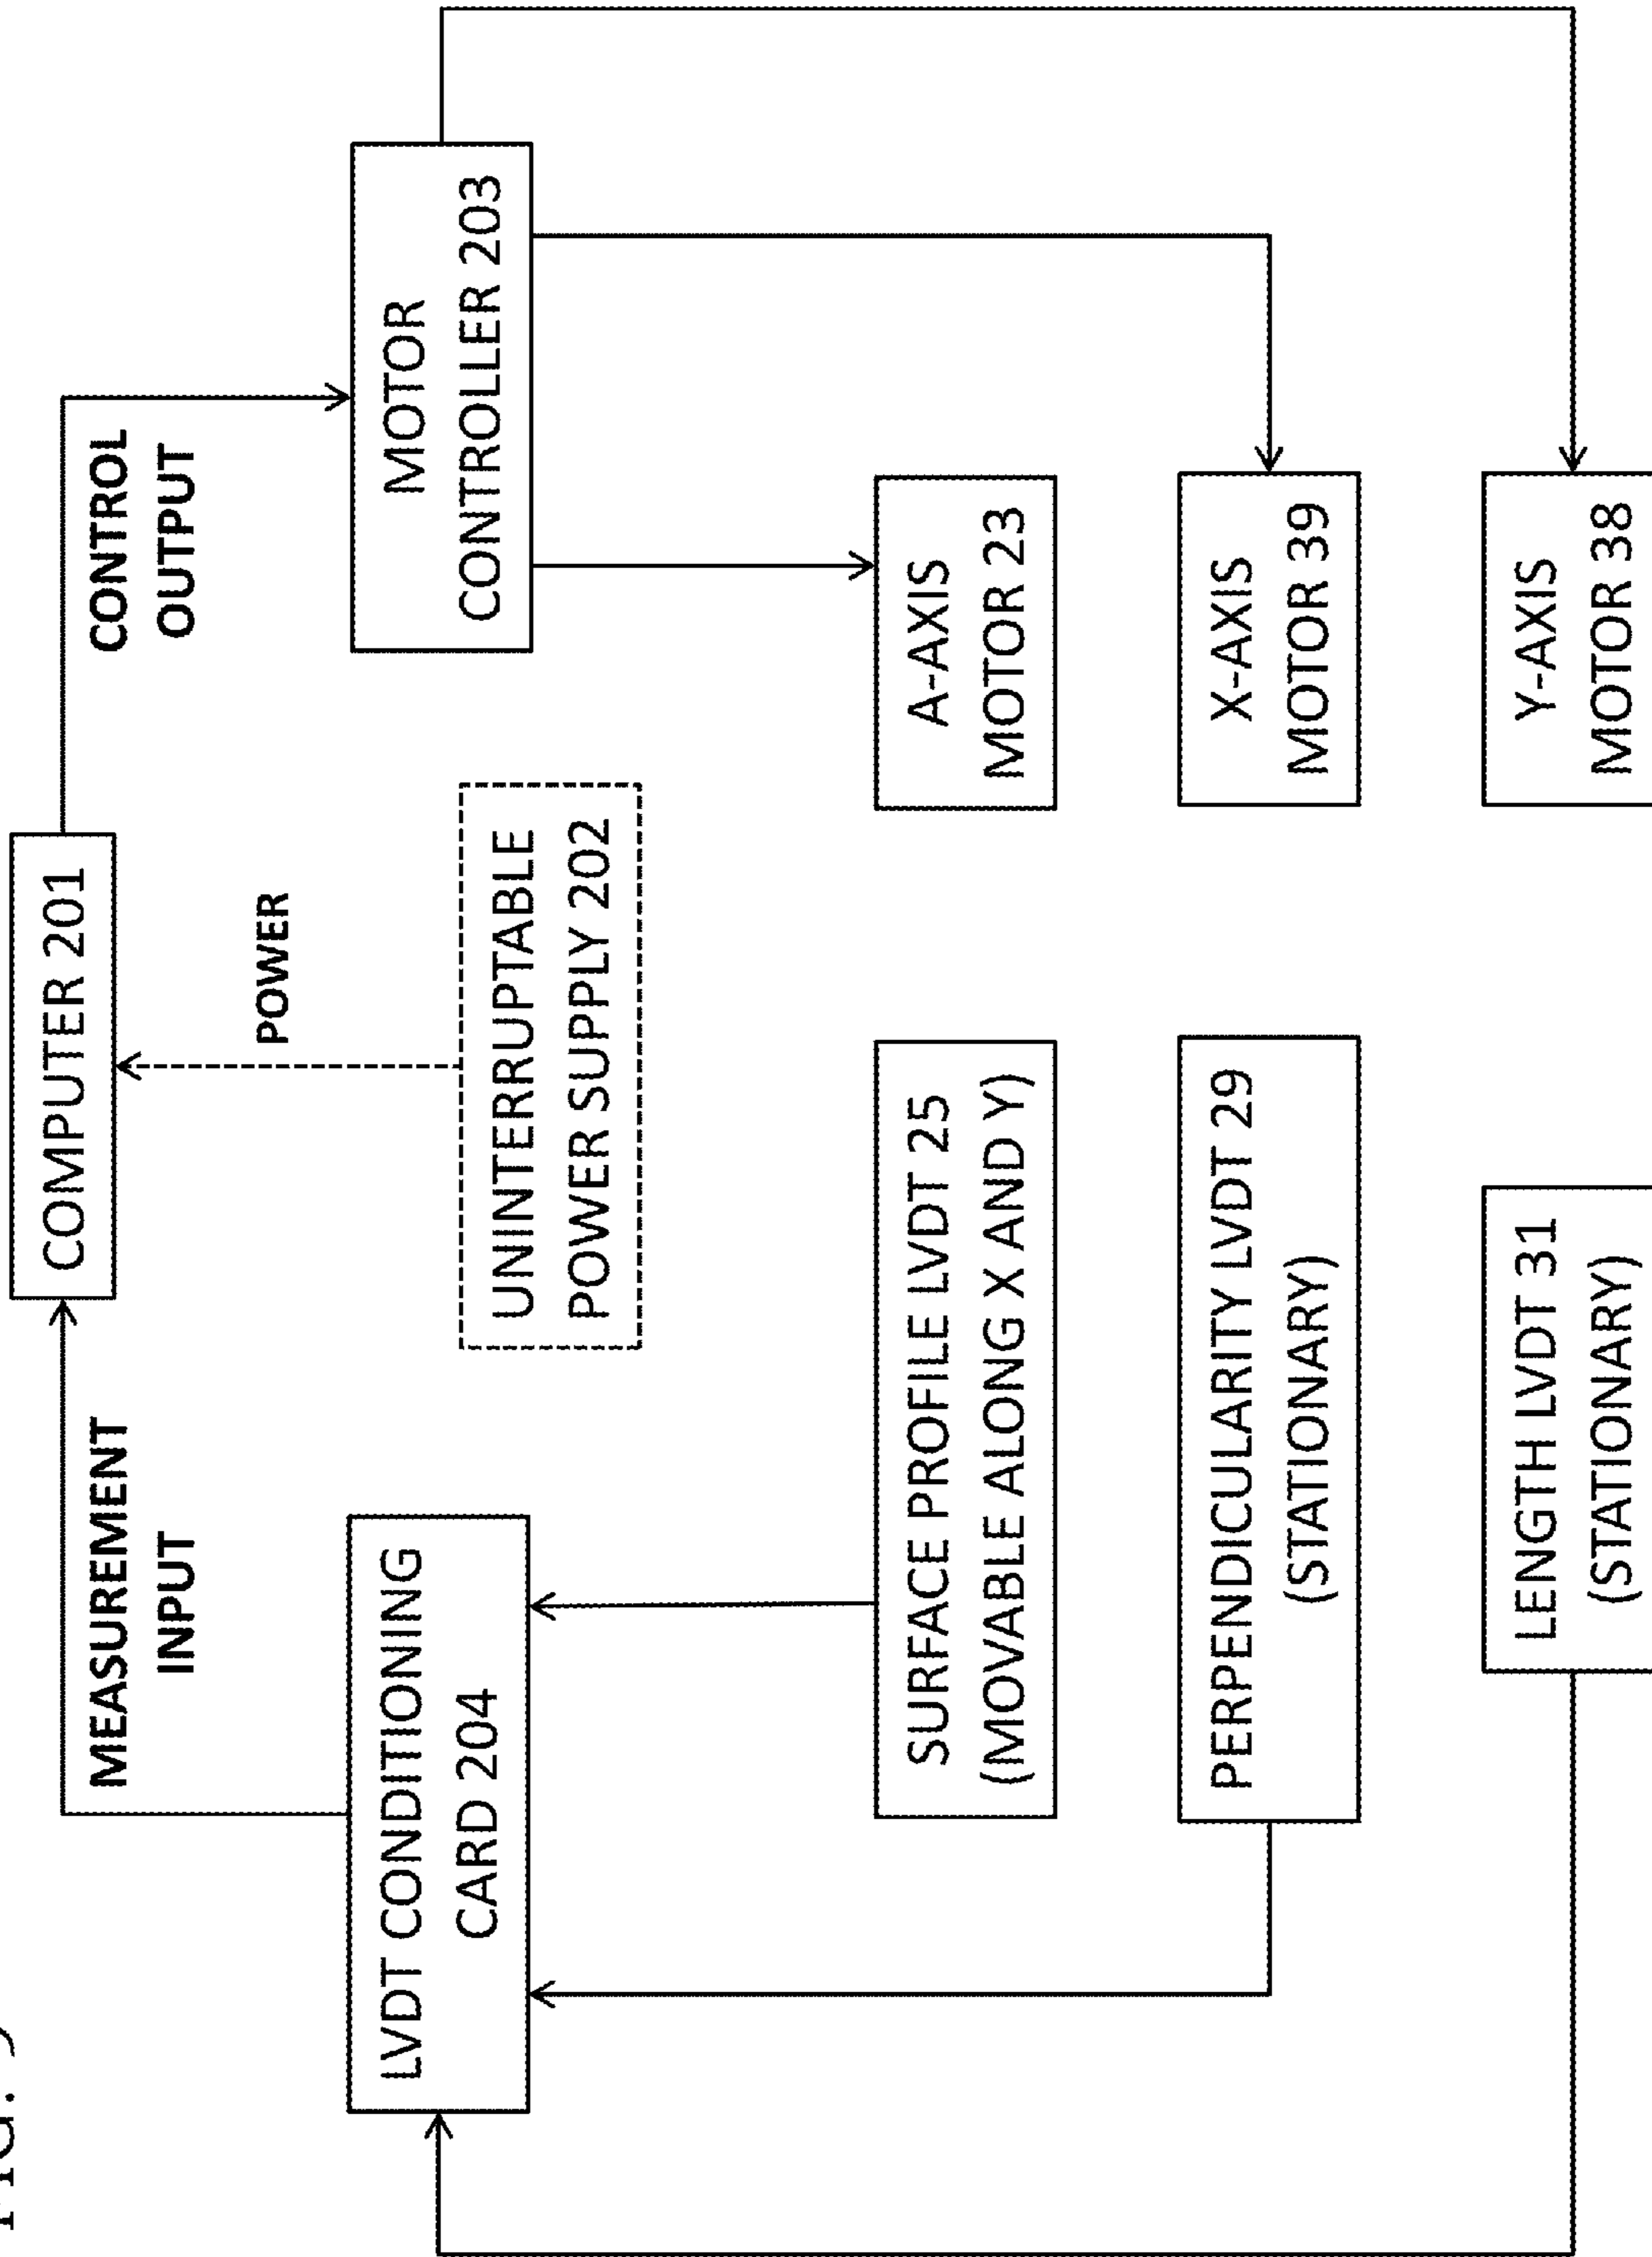 COMPUTER 201
MEASUREMENT
INPUT
CONTROL
OUTPUT
POWER
LVDT CONDITIONING
CARD 204
UNINTERRUPTABLE
POWER SUPPLY 202
MOTOR
CONTROLLER 203
SURFACE PROFILE LVDT 25
(MOVABLE ALONG X AND Y)
A-AXIS
MOTOR 23
PERPENDICULARITY LVDT 29
(STATIONARY)
X-AXIS
MOTOR 39
LENGTH LVDT 31
(STATIONARY)
Y-AXIS
MOTOR 38